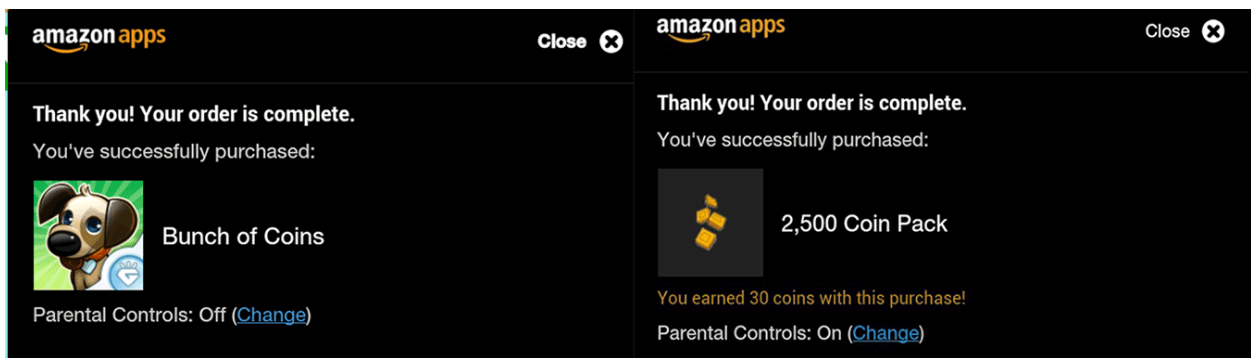 amazon apps
Close
Thank you! Your order is complete.
You've successfully purchased:
Bunch of Coins
Parental Controls: Off (Change)
amazon apps
Close
Thank you! Your order is complete.
You've successfully purchased:
2,500 Coin Pack
You earned 30 coins with this purchase!
Parental Controls: On (Change)